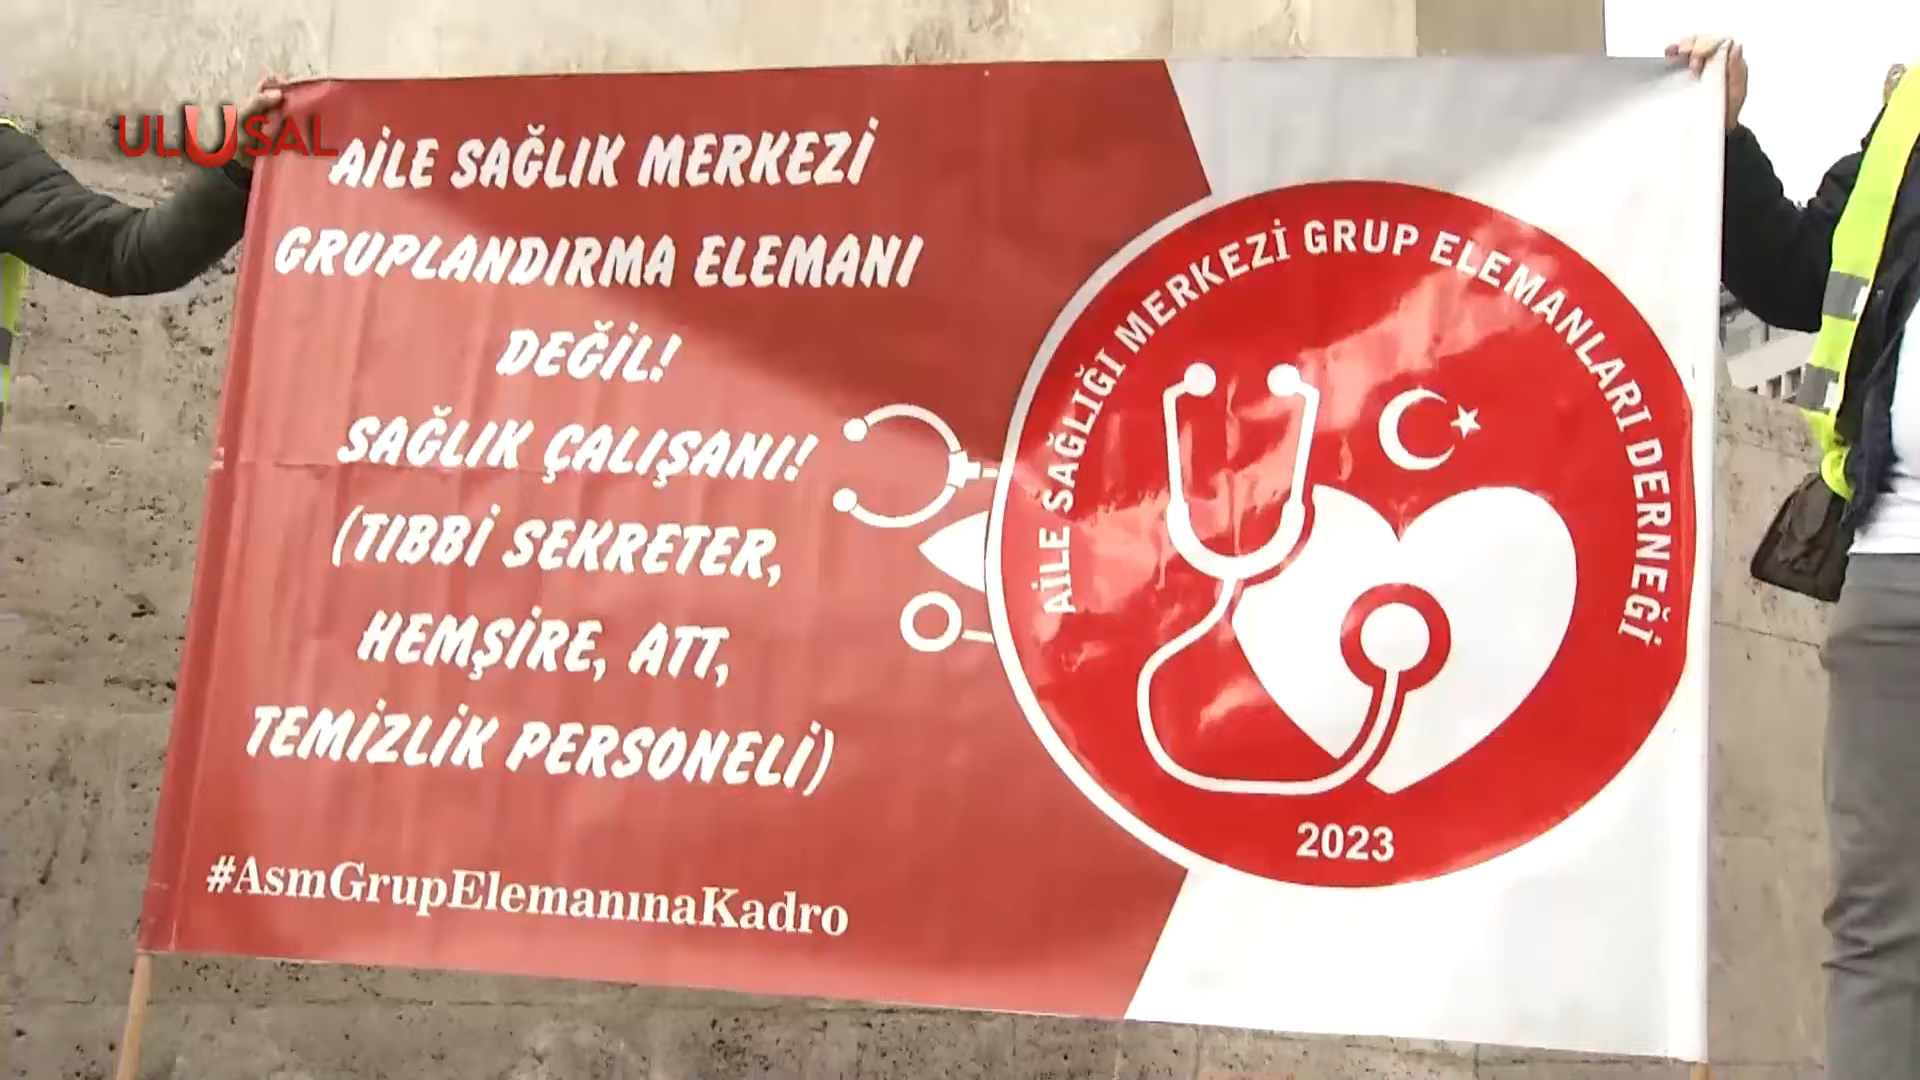 ULUSAL
AİLE SAĞLIK MERKEZİ
GRUPLANDIRMA ELEMANI
DEĞİL!
SAĞLIK ÇALIŞANI!
(TIBBİ SEKRETER,
HEMŞİRE, ATT,
TEMİZLİK PERSONELİ)
#AsmGrupElemanınaKadro
AİLE SAĞLIĞI MERKEZİ GRUP ELEMANLARI DERNEĞİ
2023